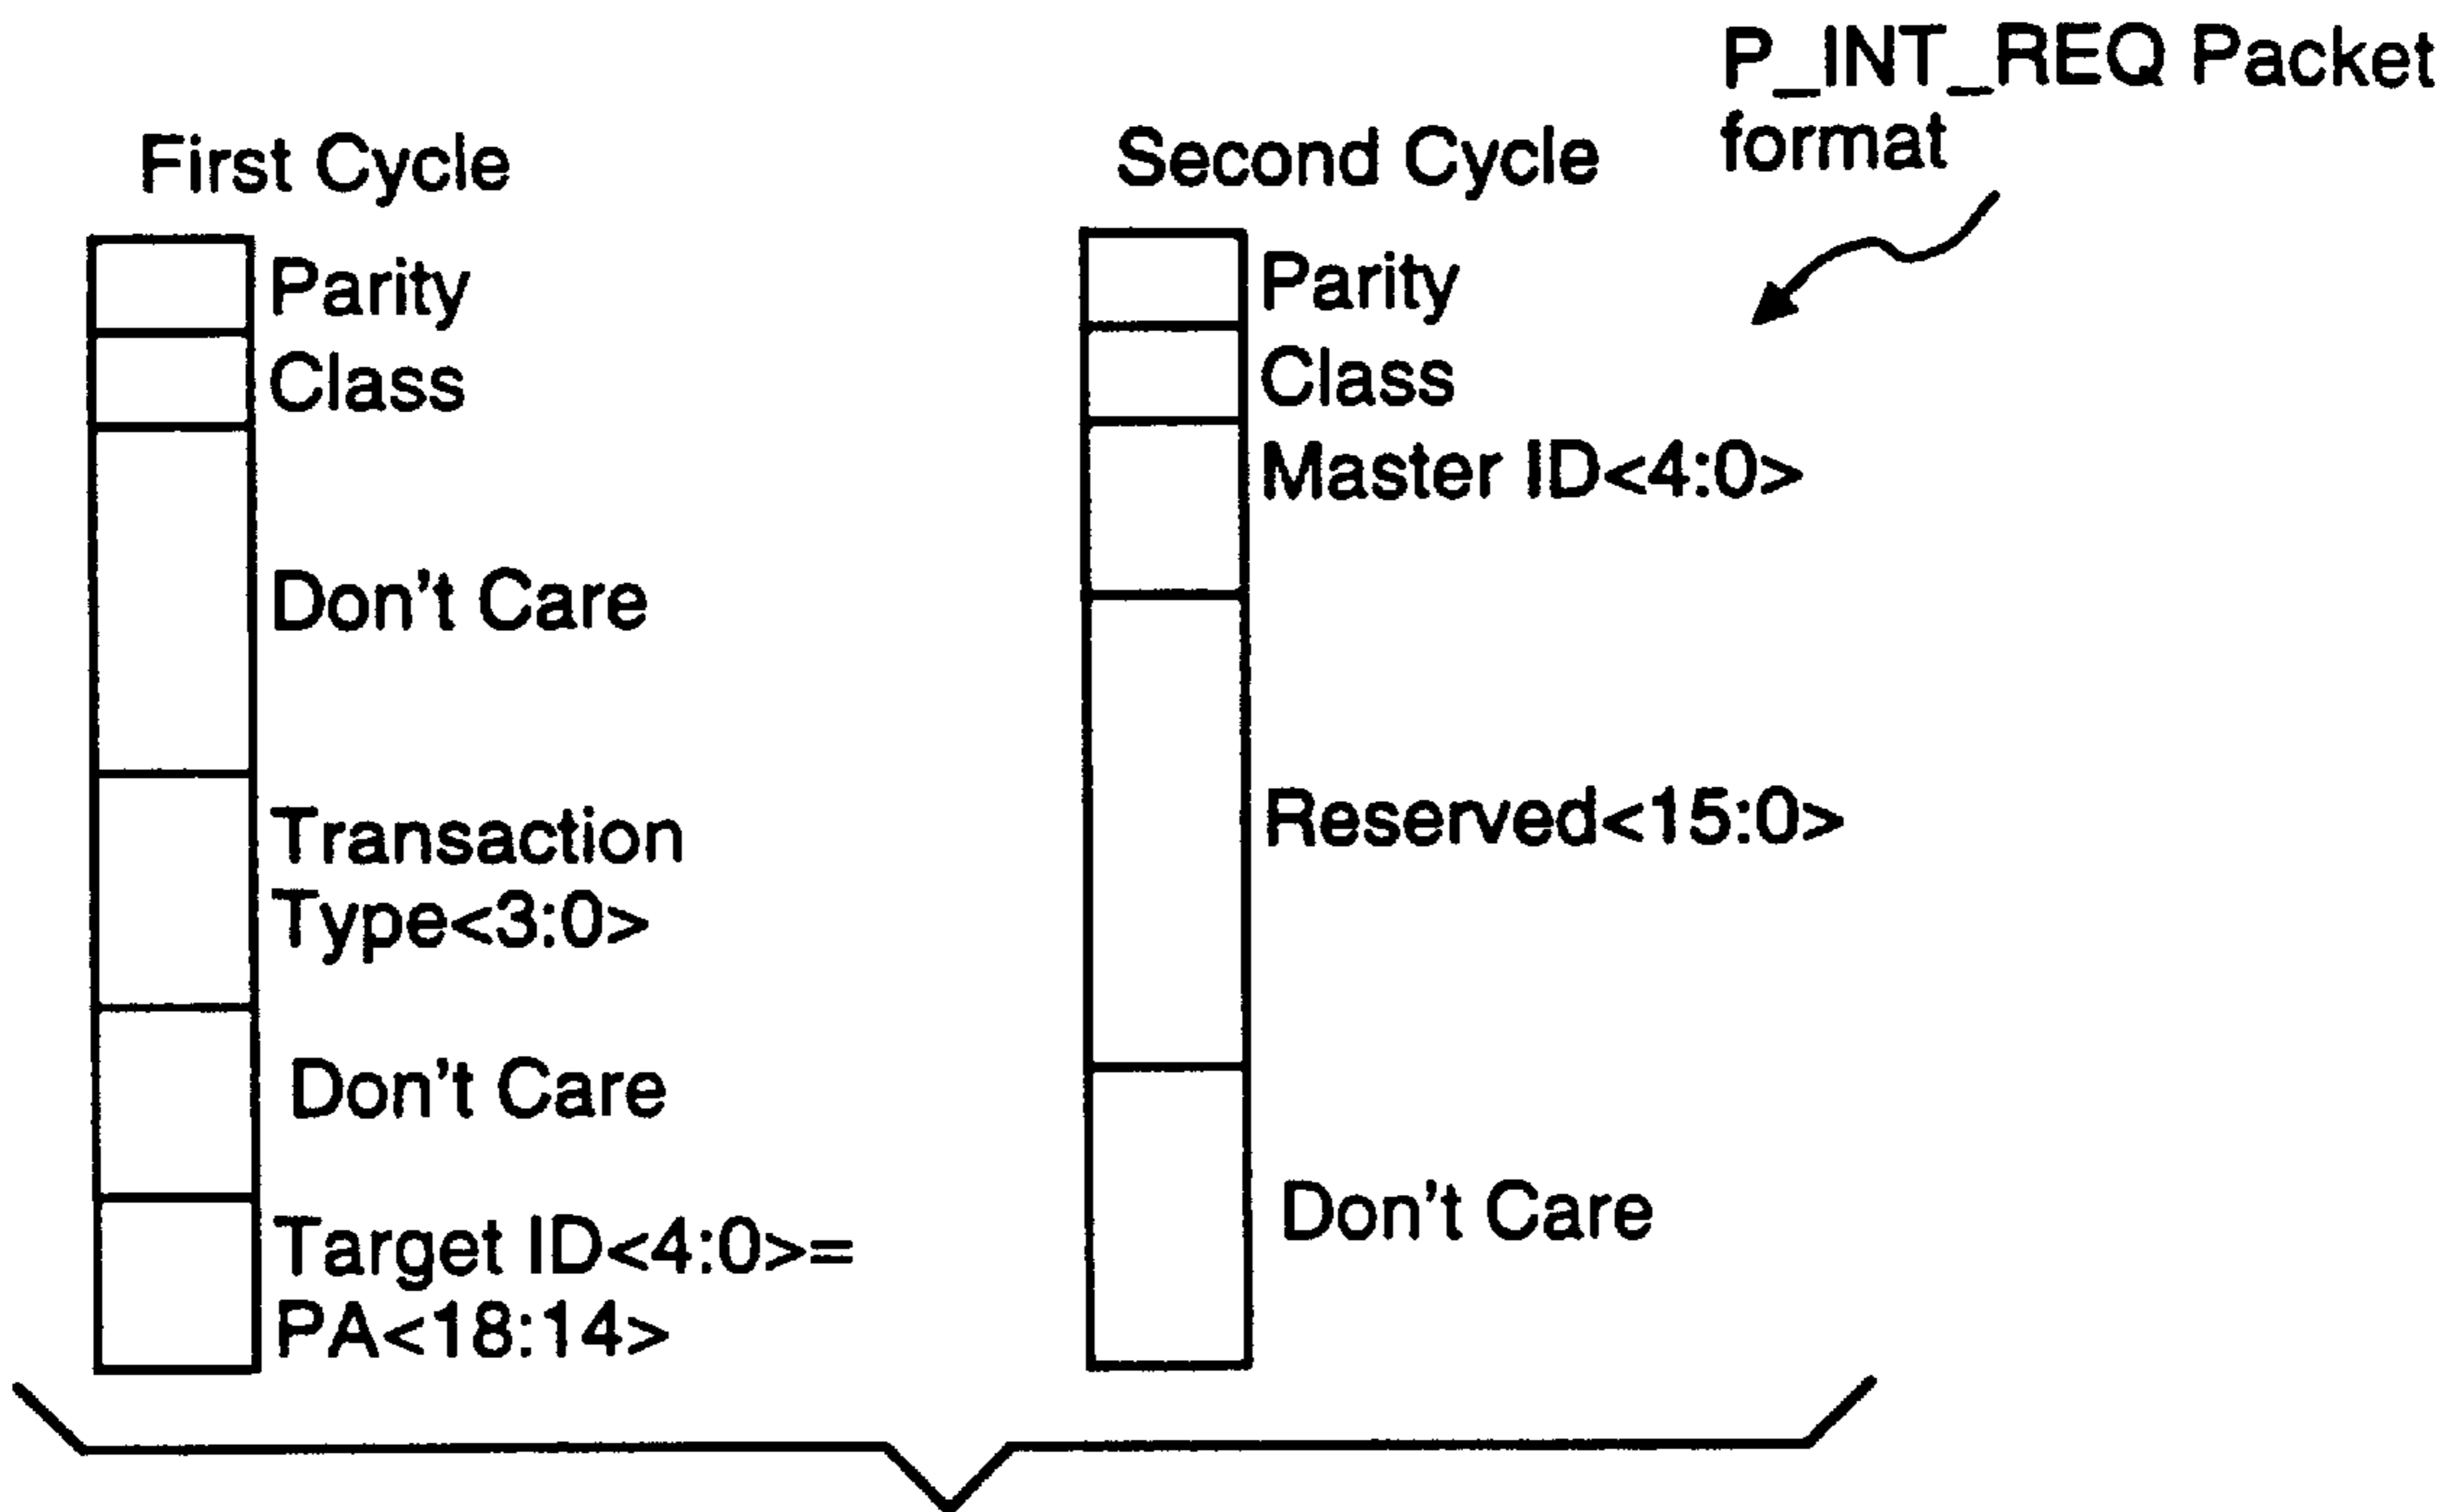 P_INT_REQ Packet
format
First Cycle
Parity
Class
Don't Care
Transaction
Type<3:0>
Don't Care
Target ID<4:0>=
PA<18:14>
Second Cycle
Parity
Class
Master ID<4:0>
Reserved<15:0>
Don't Care